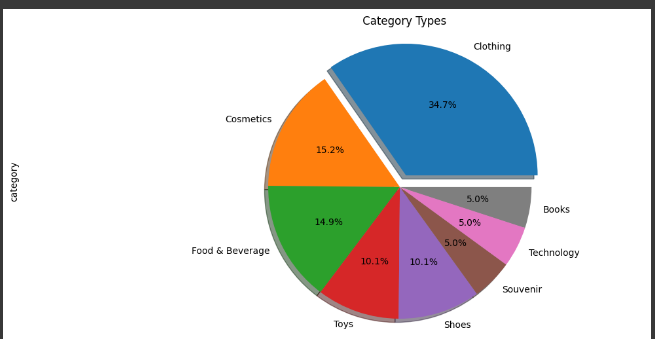 Category Types
Clothing
34.7%
Cosmetics
15.2%
category
5.0%
Books
14.9%
5.0%
5.0%
Food & Beverage
Technology
10.1%
10.1%
Souvenir
Toys
Shoes